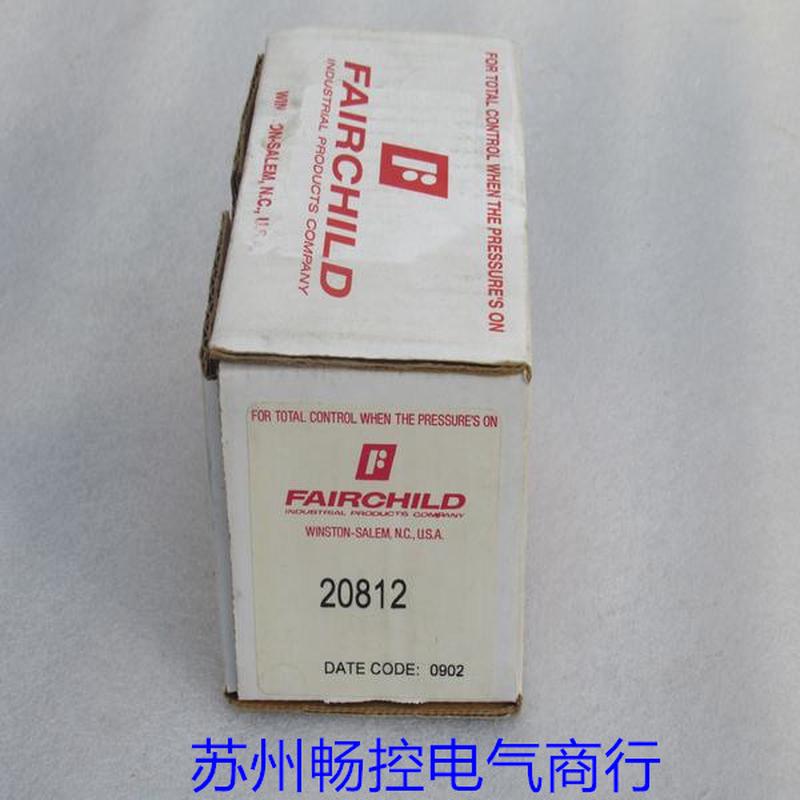 FOR TOTAL CONTROL WHEN THE PRESSURE'S ON
FAIRCHILD
INDUSTRIAL PRODUCTS COMPANY
N.C.,
FOR TOTAL CONTROL WHEN THE PRESSURE'S ON
FAIRCHILD
INDUSTRIAL PRODUCTS COMPANY
WINSTON-SALEM, N.C., U.S.A.
20812
DATE CODE: 0902
苏州畅控电气商行